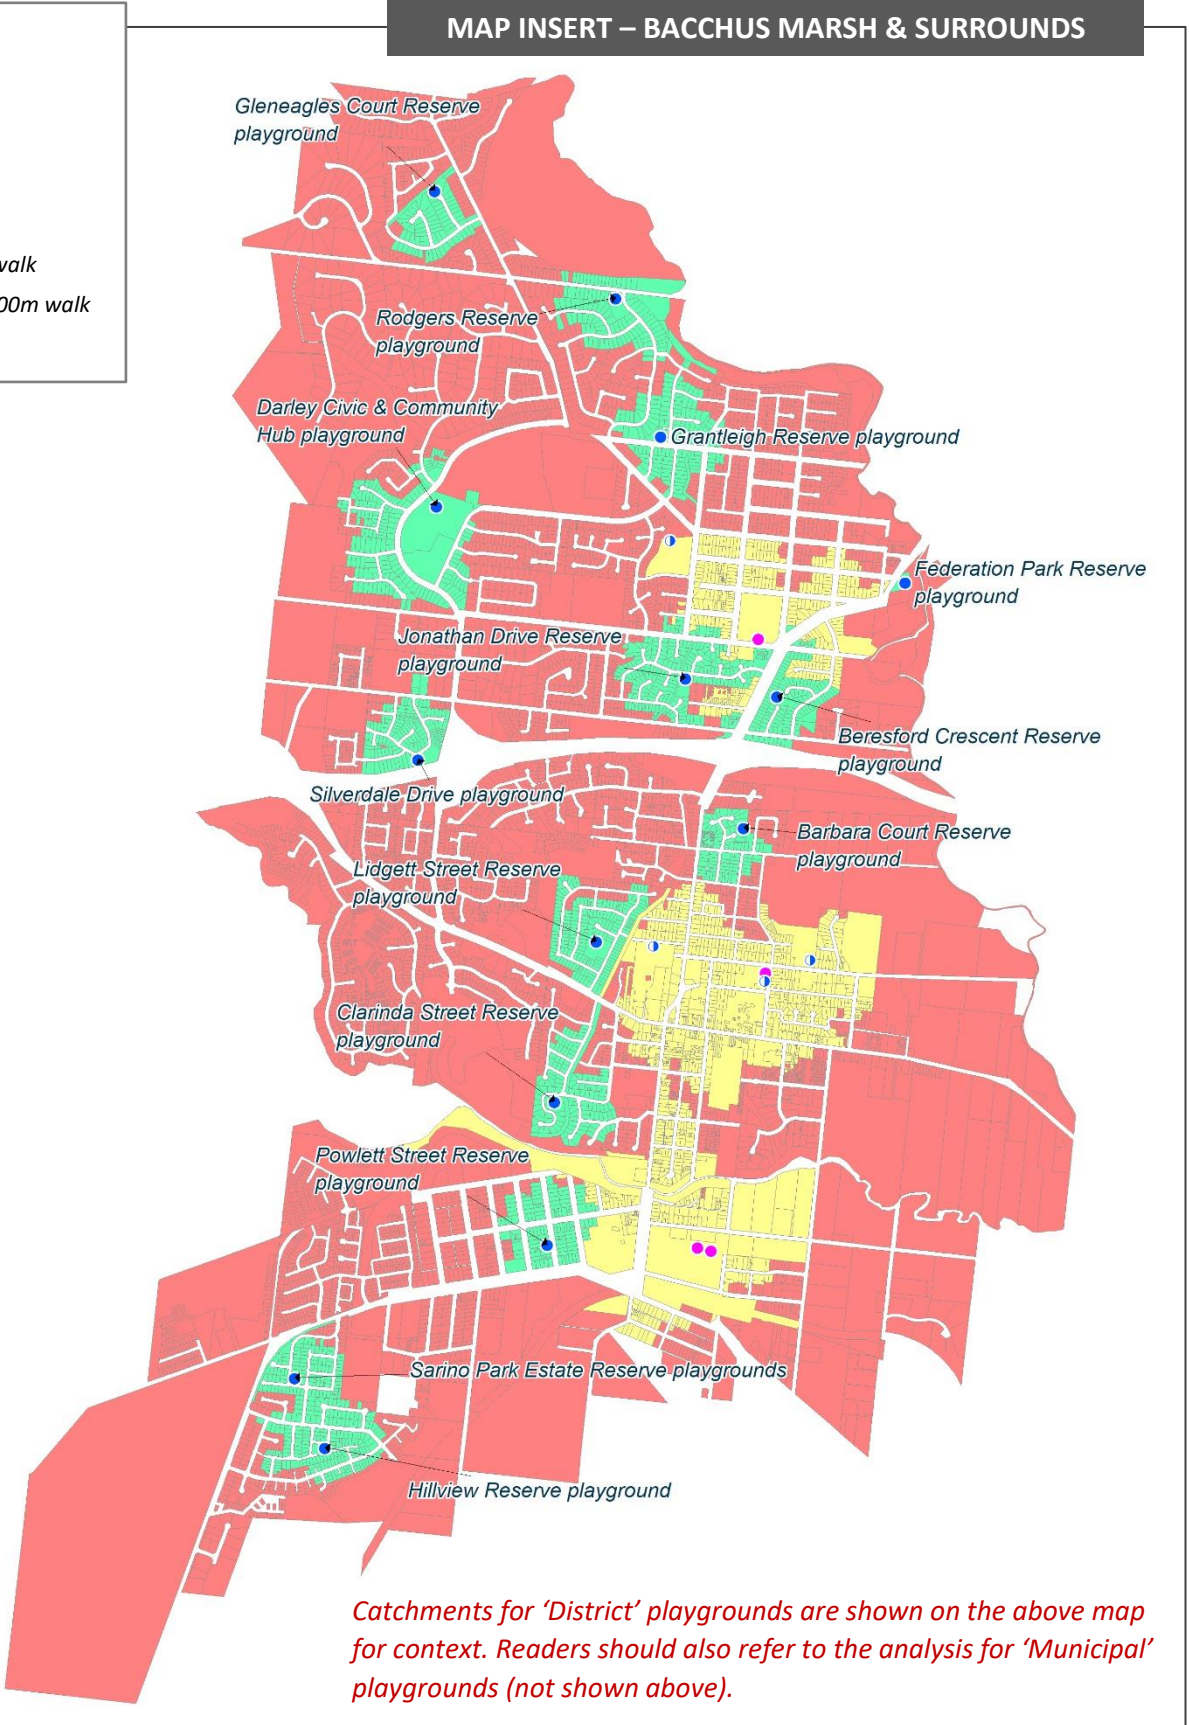 MAP INSERT – BACCHUS MARSH & SURROUNDS
walk
00m walk
Gleneagles Court Reserve
playground
Rodgers Reserve
playground
Darley Civic & Community
Hub playground
Grantleigh Reserve playground
Federation Park Reserve
playground
Jonathan Drive Reserve
playground
Beresford Crescent Reserve
playground
Silverdale Drive playground
Barbara Court Reserve
playground
Lidgett Street Reserve
playground
Clarinda Street Reserve
playground
Powlett Street Reserve
playground
Sarino Park Estate Reserve playgrounds
Hillview Reserve playground
Catchments for ‘District’ playgrounds are shown on the above map
for context. Readers should also refer to the analysis for ‘Municipal’
playgrounds (not shown above).